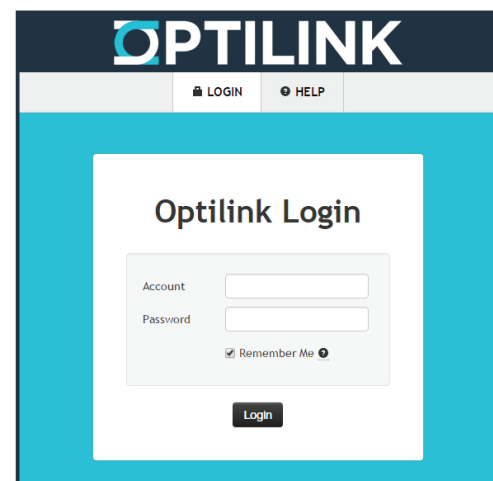 OPTILINK
LOGIN HELP
Optilink Login
Account
Password
Remember Me
Login